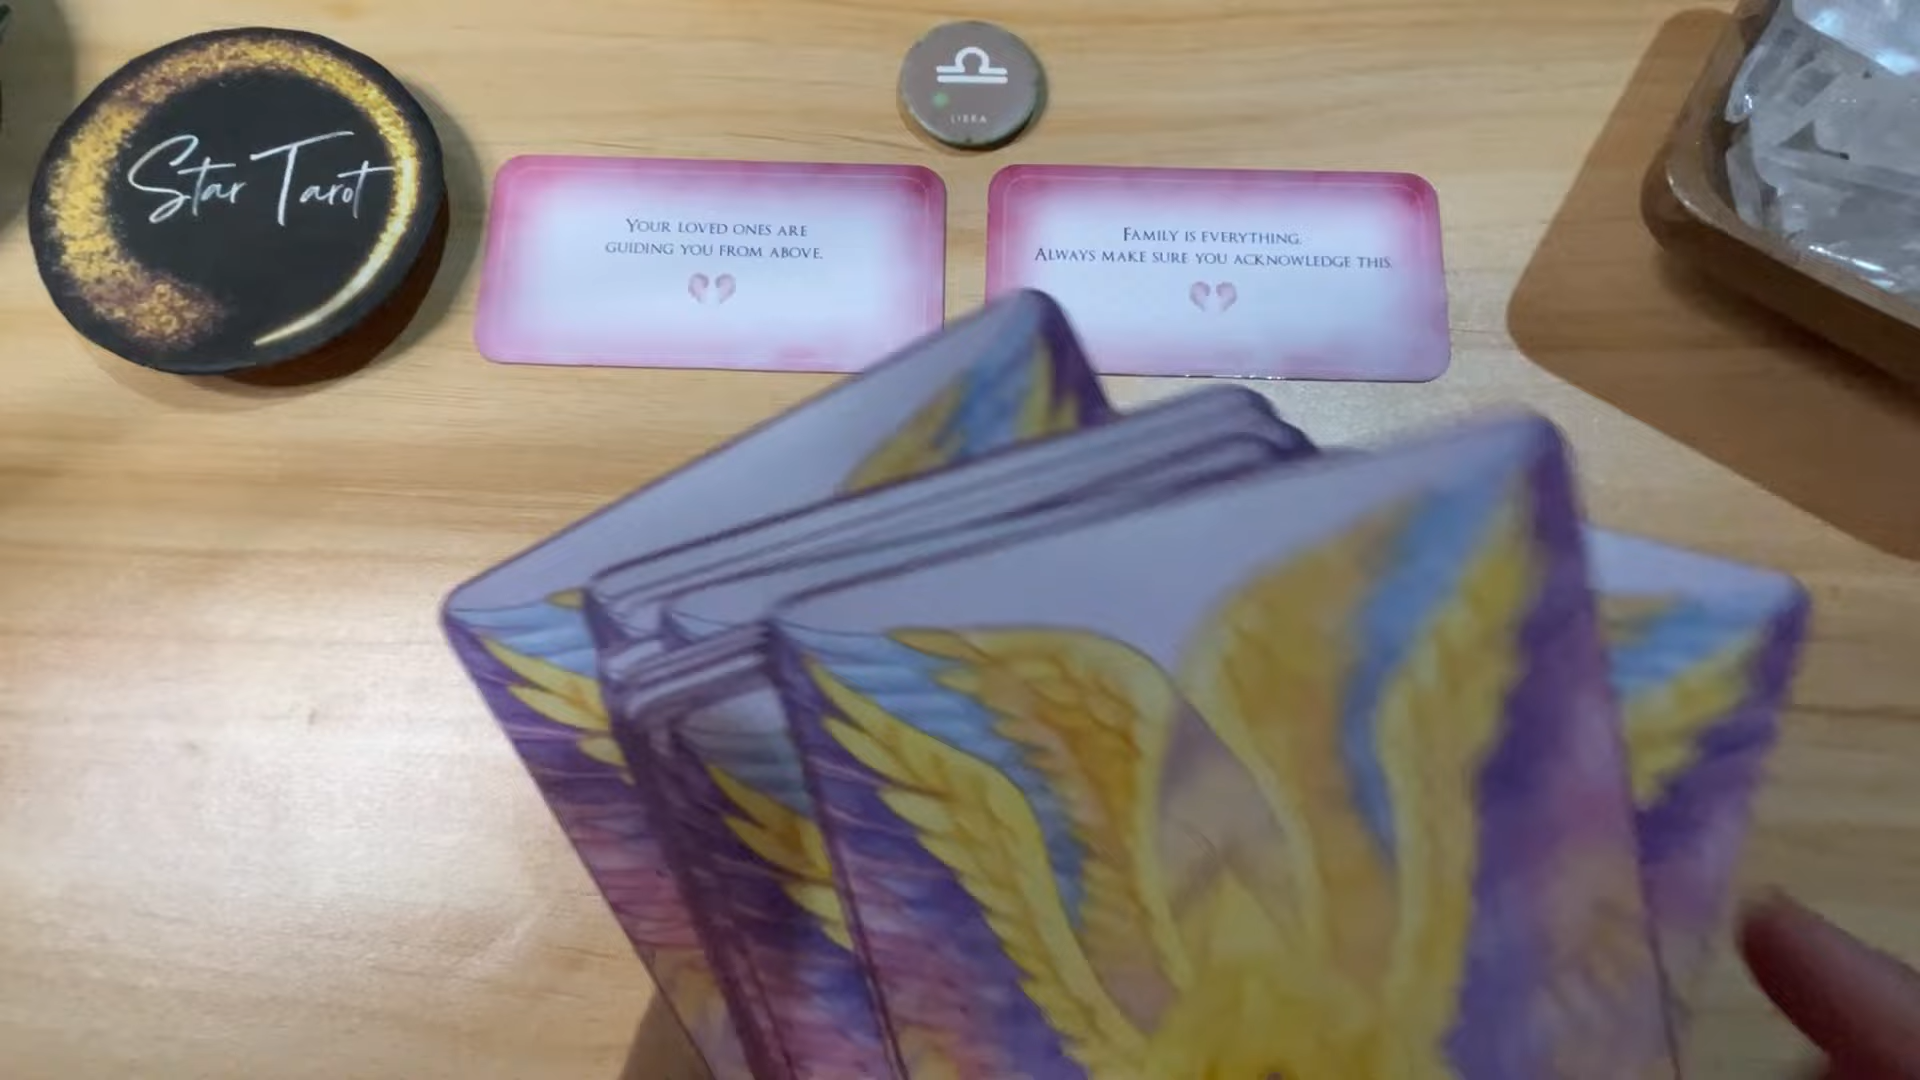 Star Tarot
LIBRA
YOUR LOVED ONES ARE
GUIDING YOU FROM ABOVE.
FAMILY IS EVERYTHING.
ALWAYS MAKE SURE YOU ACKNOWLEDGE THIS.